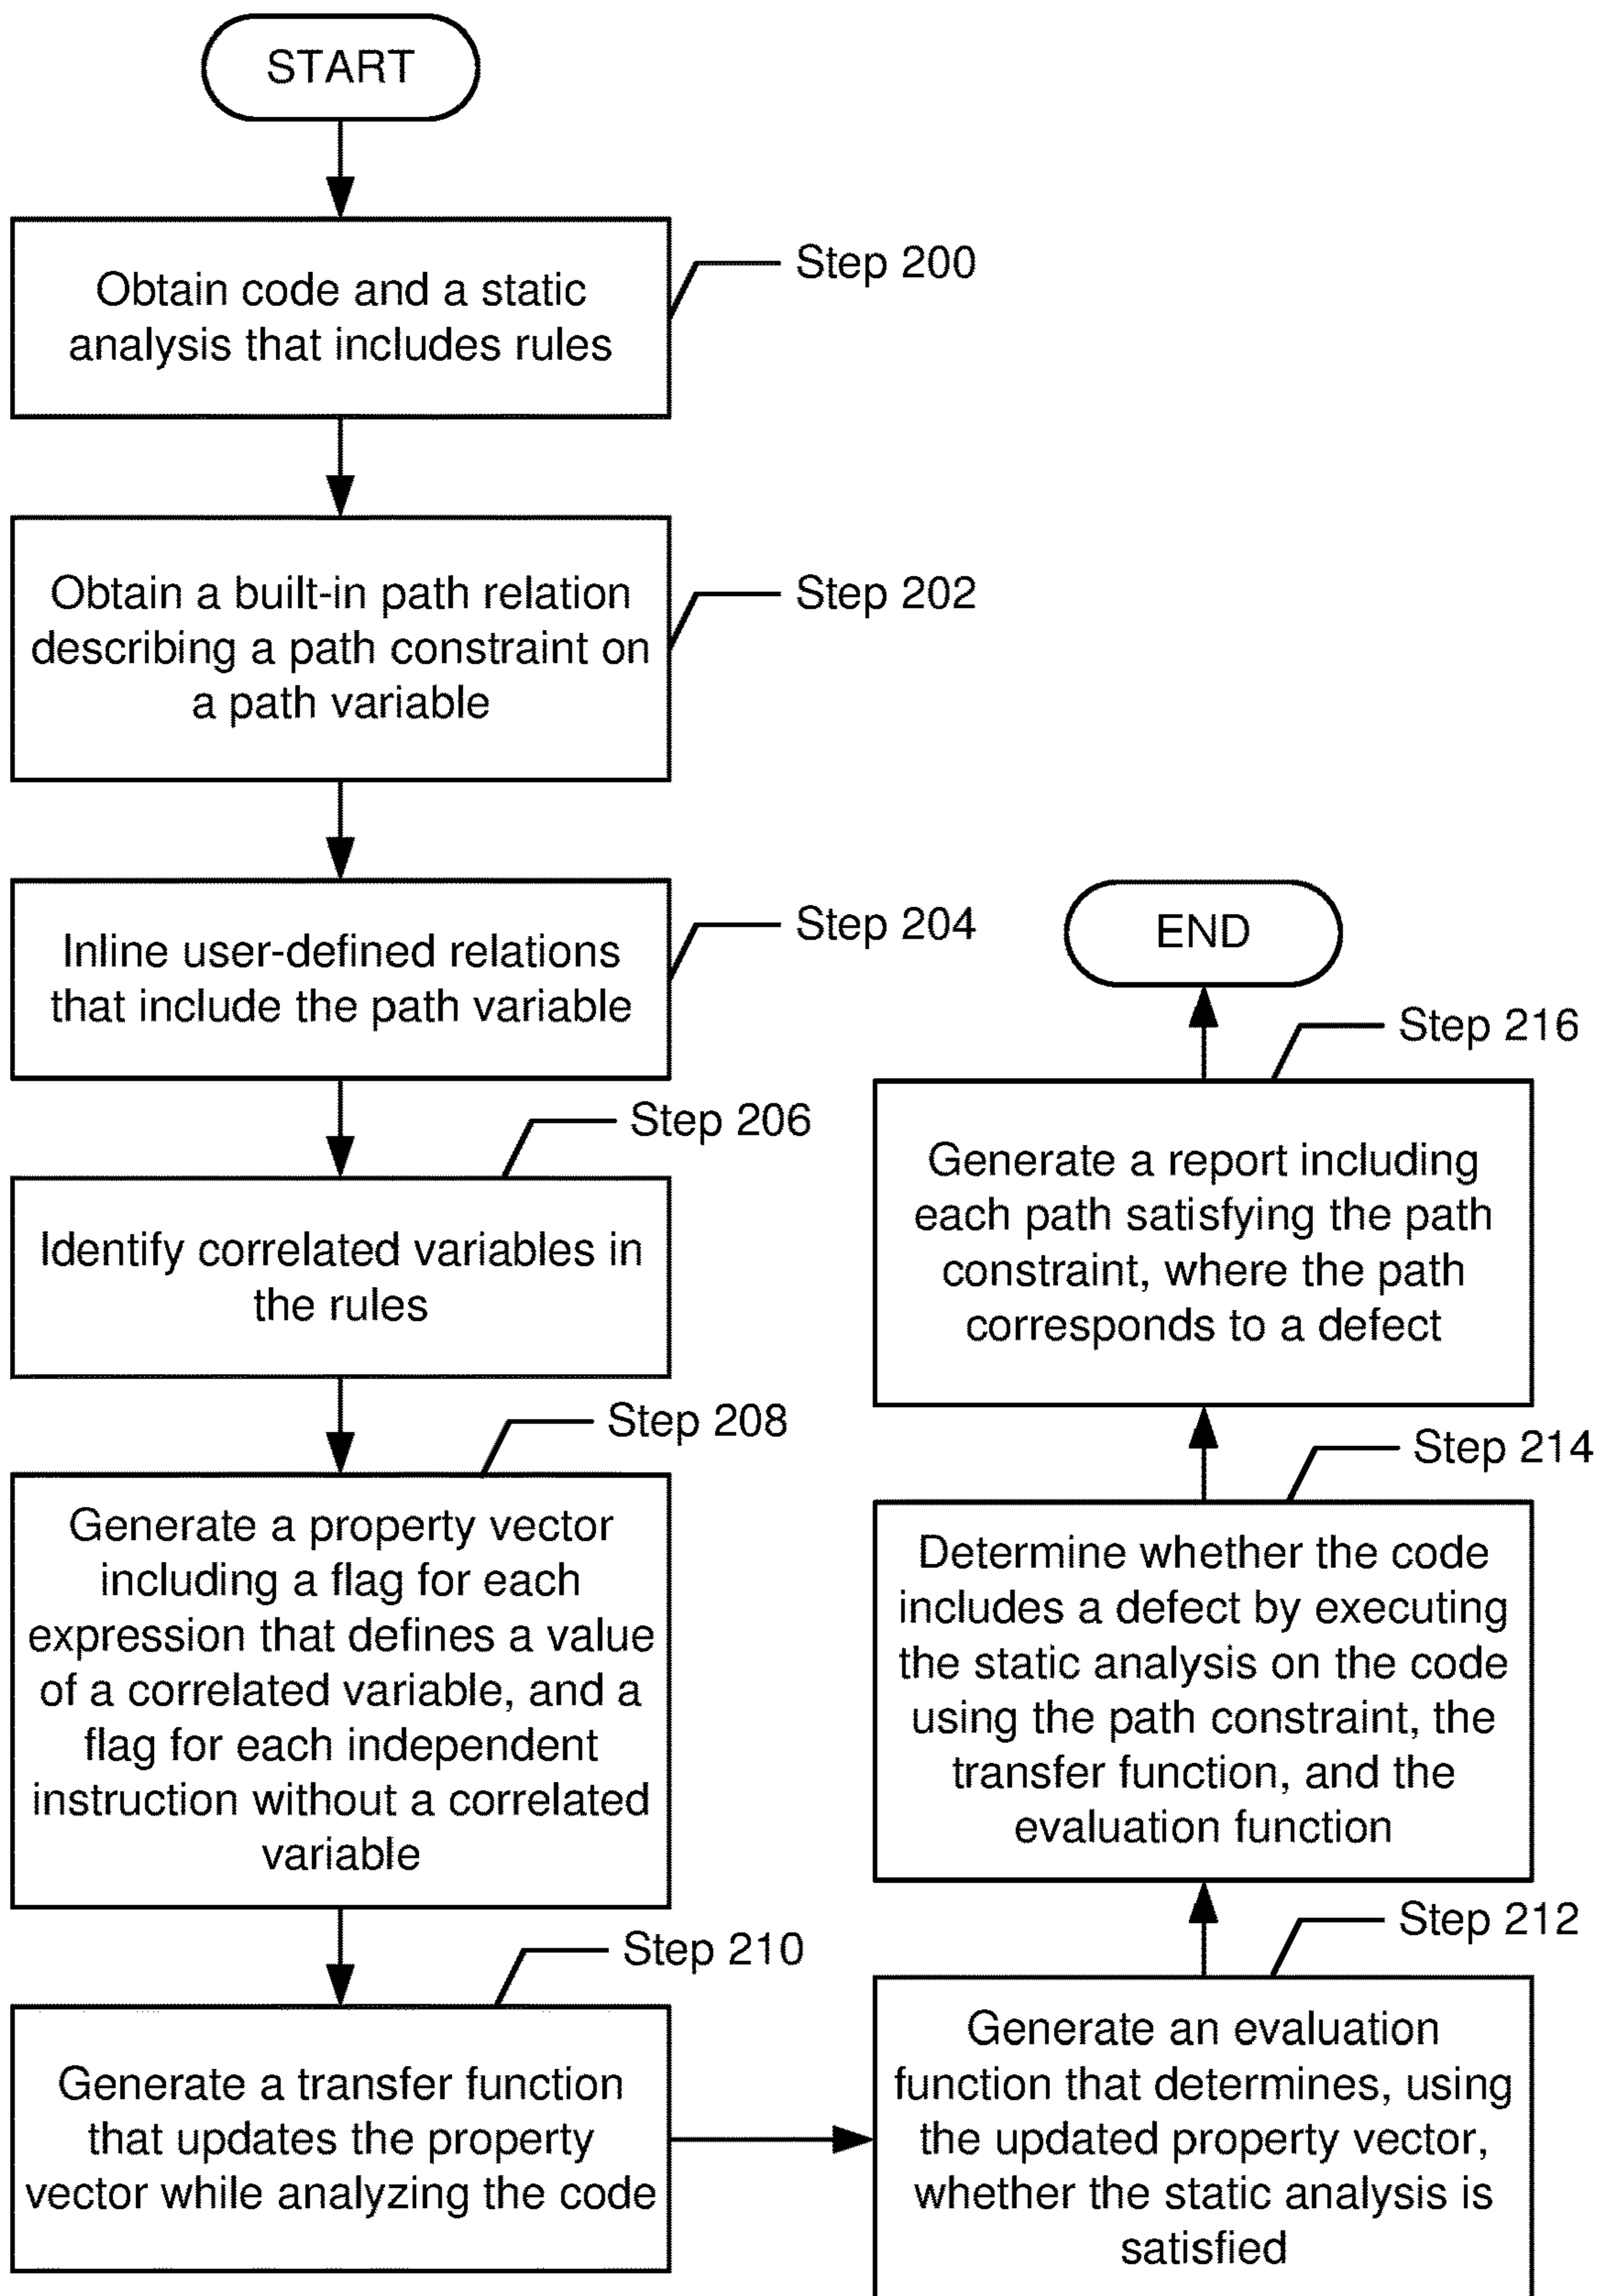 START
Step 200
Obtain code and a static
analysis that includes rules
Step 202
Obtain a built-in path relation
describing a path constraint on
a path variable
Step 204
Inline user-defined relations
that include the path variable
Step 206
Identify correlated variables in
the rules
Step 208
Generate a property vector
including a flag for each
expression that defines a value
of a correlated variable, and a
flag for each independent
instruction without a correlated
variable
Step 210
Generate a transfer function
that updates the property
vector while analyzing the code
Step 212
Generate an evaluation
function that determines, using
the updated property vector,
whether the static analysis is
satisfied
Step 214
Determine whether the code
includes a defect by executing
the static analysis on the code
using the path constraint, the
transfer function, and the
evaluation function
Step 216
Generate a report including
each path satisfying the path
constraint, where the path
corresponds to a defect
END